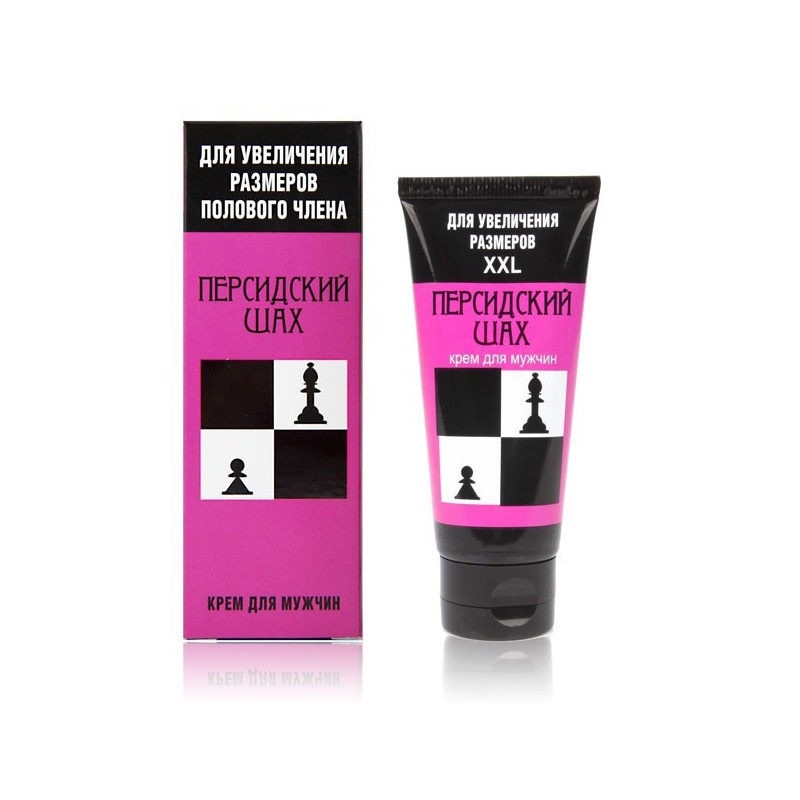 ДЛЯ УВЕЛИЧЕНИЯ
РАЗМЕРОВ
ПОЛОВОГО ЧЛЕНА
ПЕРСИДСКИЙ
ШАХ
КРЕМ ДЛЯ МУЖЧИН
ДЛЯ УВЕЛИЧЕНИЯ
РАЗМЕРОВ
XXL
ПЕРСИДСКИЙ
ШАХ
крем для мужчин